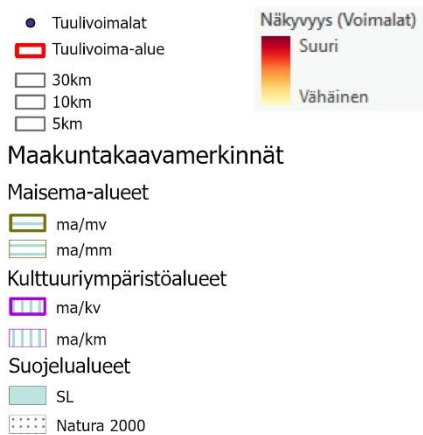 Tuulivoimalat
Tuulivoima-alue
30km
10km
5km
Näkyvyys (Voimalat)
Suuri
Vähäinen
Maakuntakaavamerkinnät
Maisema-alueet
ma/mv
ma/mm
Kulttuuriympäristöalueet
ma/kv
ma/km
Suojelualueet
SL
Natura 2000